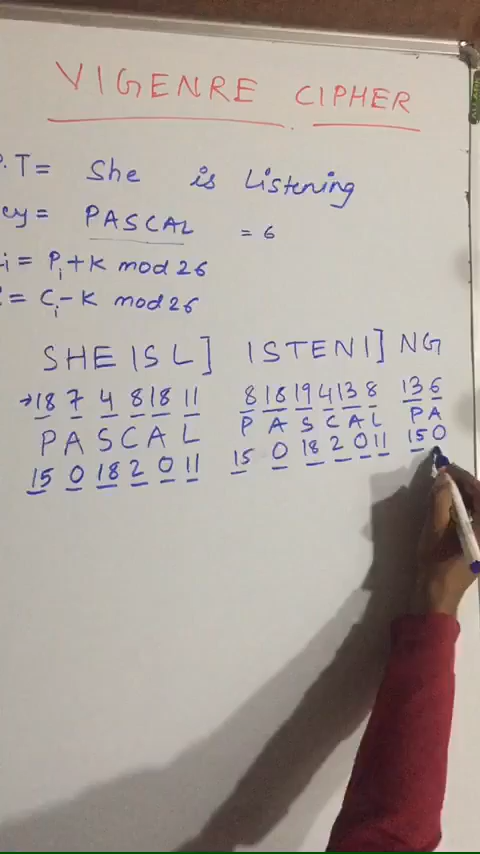 VIGENRE CIPHER
.T= She is Listening
ey= PASCAL = 6
i = Pi+K mod 26
= Ci-K mod 26
SHE ISL] ISTENI] NG
→18 7 4 8 18 11 8 18 19 4 13 8 13 6
PASCAL PASCAL PA
15 0 18 2 0 11 15 0 18 2 0 11 15 0